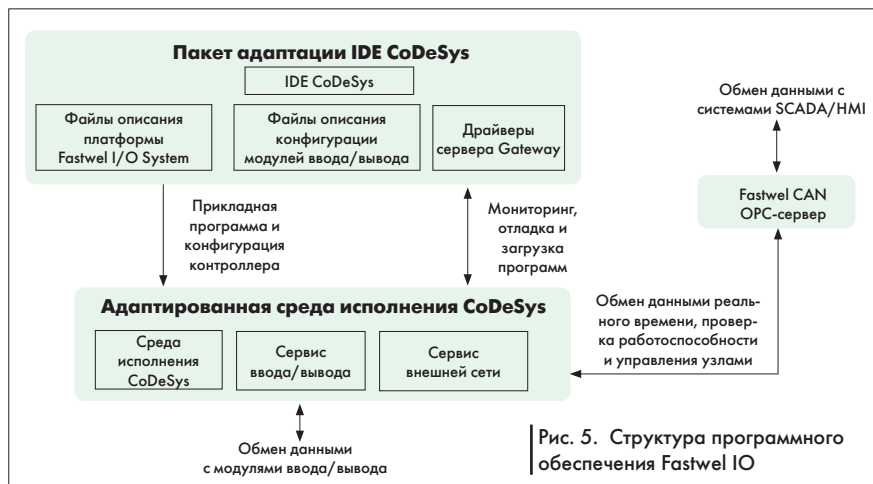 Пакет адаптации IDE CoDeSys
IDE CoDeSys
Файлы описания
платформы
Fastwel I/O System
Файлы описания
конфигурации
модулей ввода/вывода
Драйверы
сервера Gateway
Обмен данными с
системами SCADA/HMI
Fastwel CAN
OPC-сервер
Прикладная
программа и
конфигурация
контроллера
Мониторинг,
отладка и
загрузка
программ
Обмен данными реаль-
ного времени, провер-
ка работоспособности
и управления узлами
Адаптированная среда исполнения CoDeSys
Среда
исполнения
CoDeSys
Сервис
ввода/вывода
Сервис
внешней сети
Обмен данными
с модулями ввода/вывода
Рис. 5. Структура программного
обеспечения Fastwel IO